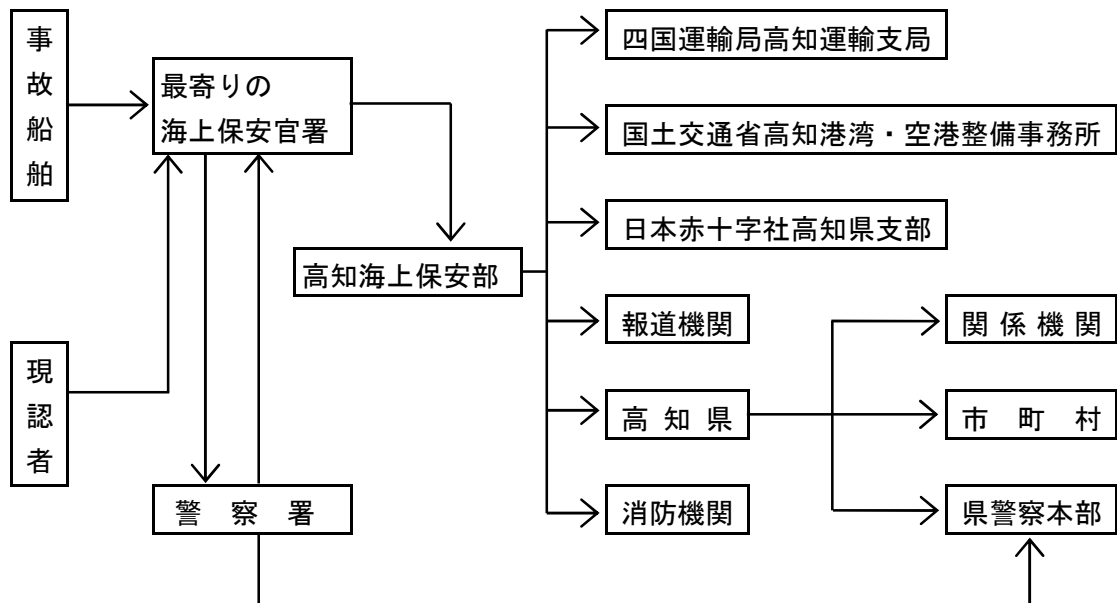 事故船舶
最寄りの
海上保安官署
現認者
警察署
高知海上保安部
四国運輸局高知運輸支局
国土交通省高知港湾・空港整備事務所
日本赤十字社高知県支部
報道機関
高知県
消防機関
関係機関
市町村
県警察本部